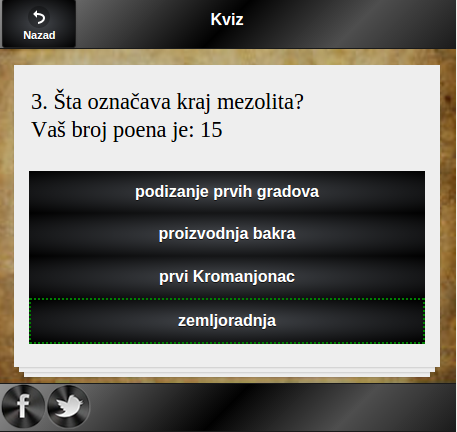 Nazad
Kviz
3. Šta označava kraj mezolita?
Vaš broj poena je: 15
podizanje prvih gradova
proizvodnja bakra
prvi Kromanjonac
zemljoradnja